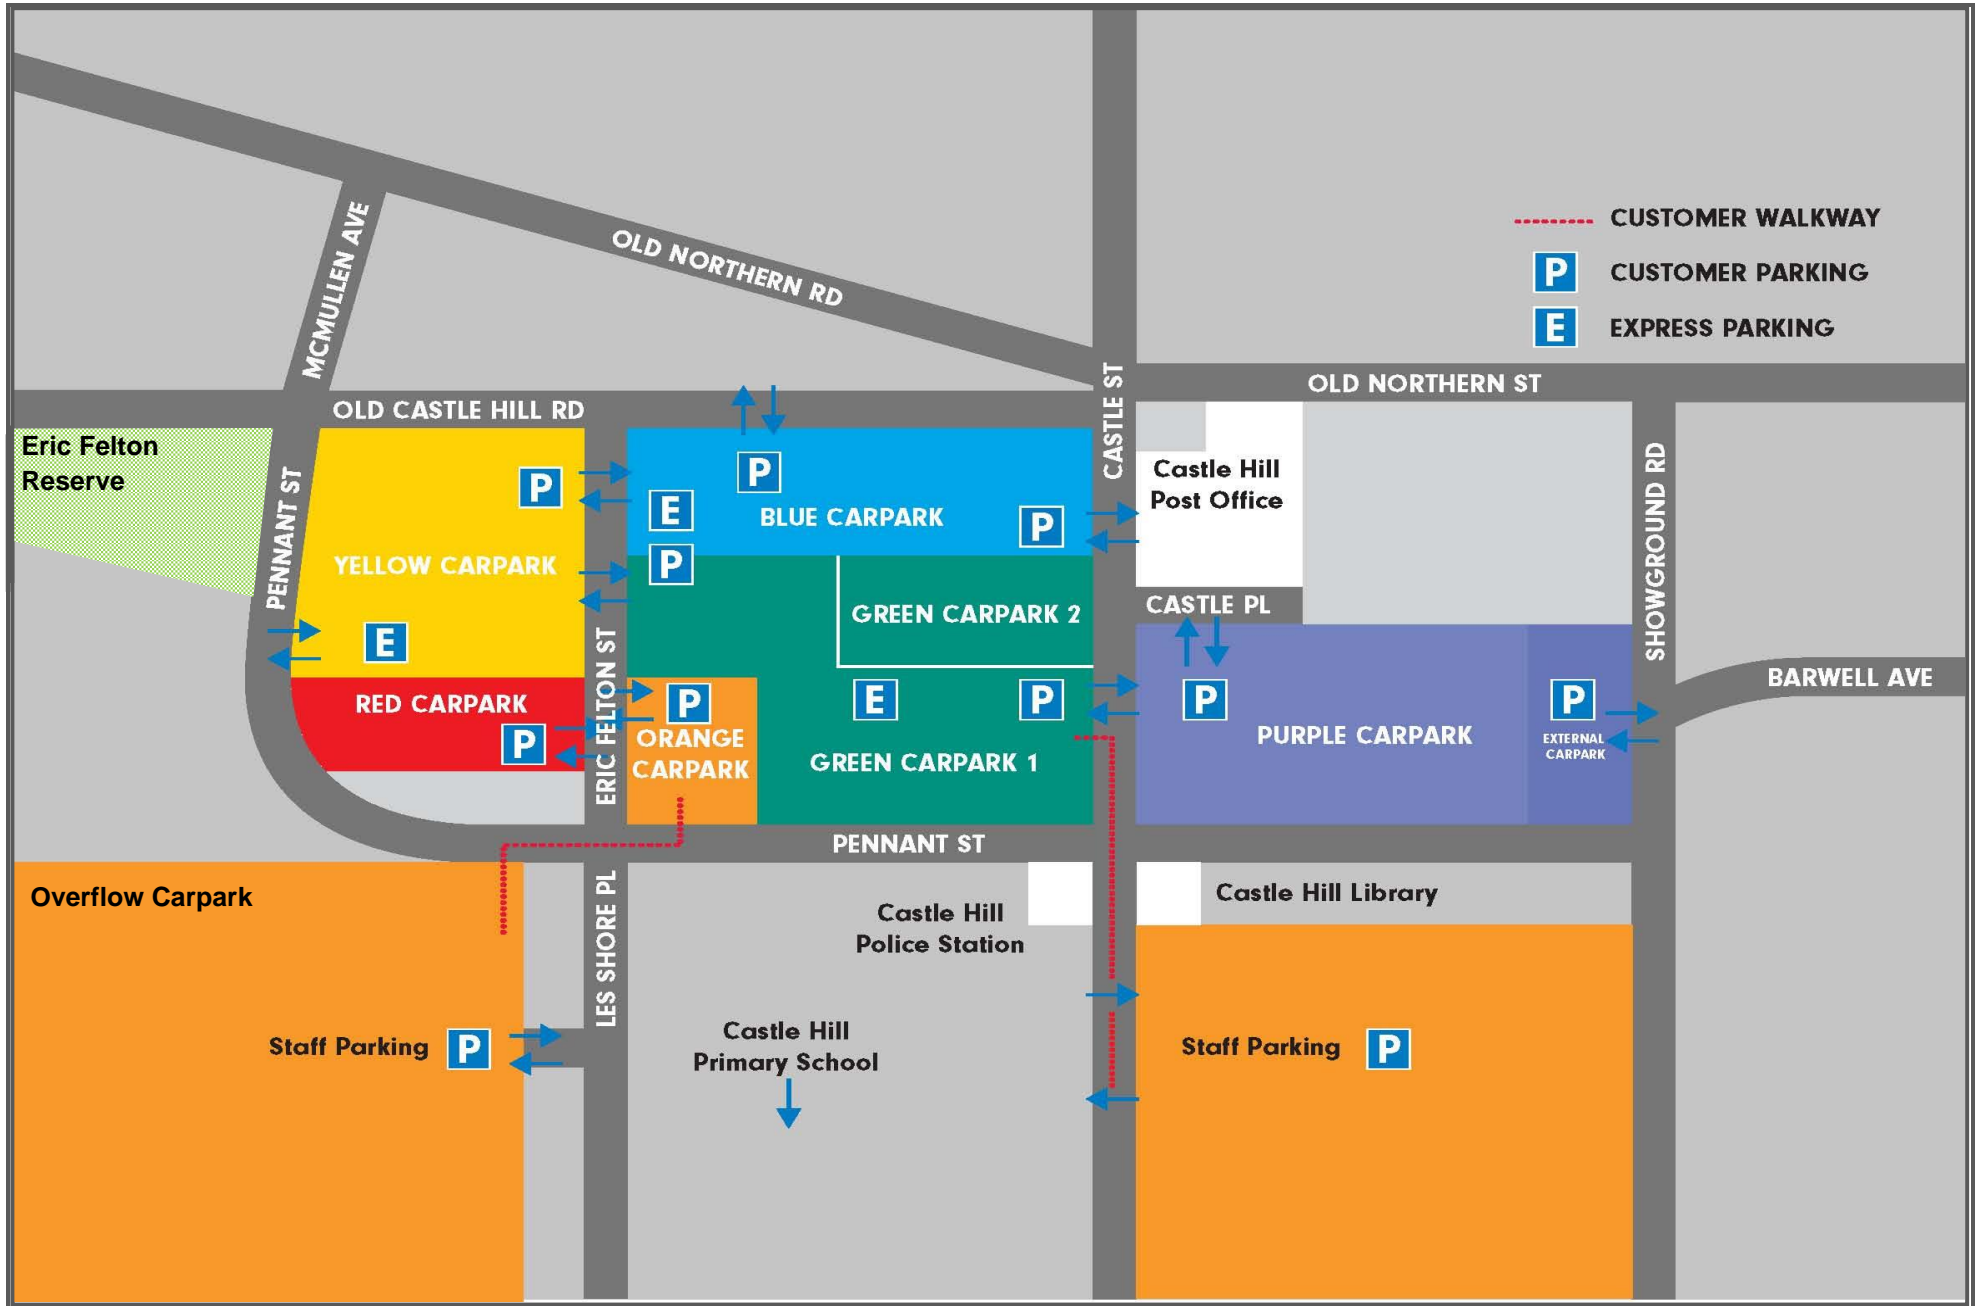 MCMULLEN AVE
OLD NORTHERN RD
CUSTOMER WALKWAY
P CUSTOMER PARKING
E EXPRESS PARKING
OLD CASTLE HILL RD
CASTLE ST
OLD NORTHERN ST
Eric Felton
Reserve
PENNANT ST
P
YELLOW CARPARK
E
P
E
BLUE CARPARK
P
P
Castle Hill
Post Office
SHOWGROUND RD
GREEN CARPARK 2
CASTLE PL
RED CARPARK
P
ERIC FELTON ST
P
ORANGE
CARPARK
E
P
GREEN CARPARK 1
P
PURPLE CARPARK
P
EXTERNAL
CARPARK
BARWELL AVE
PENNANT ST
Overflow Carpark
LES SHORE PL
Castle Hill
Police Station
Castle Hill Library
Staff Parking P
Castle Hill
Primary School
Staff Parking P